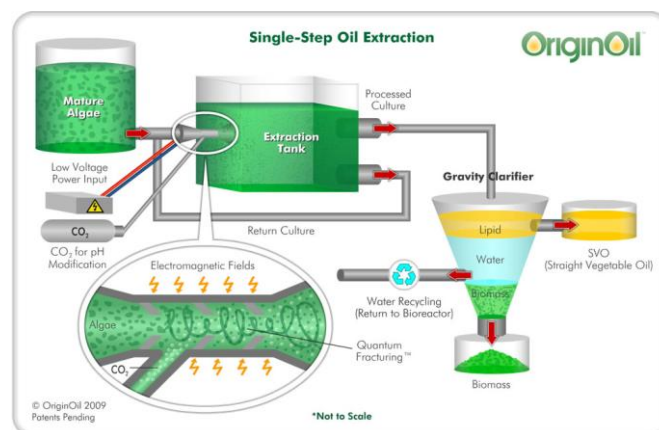 Single-Step Oil Extraction
OriginOil™
Mature
Algae
Low Voltage
Power Input
CO2
CO2 for pH
Modification
Extraction
Tank
Processed
Culture
Return Culture
Gravity Clarifier
Lipid
Water
Biomass
SVO
(Straight Vegetable Oil)
Water Recycling
(Return to Bioreactor)
Biomass
Electromagnetic Fields
Algae
CO2
Quantum
Fracturing™
© OriginOil 2009
Patents Pending
*Not to Scale